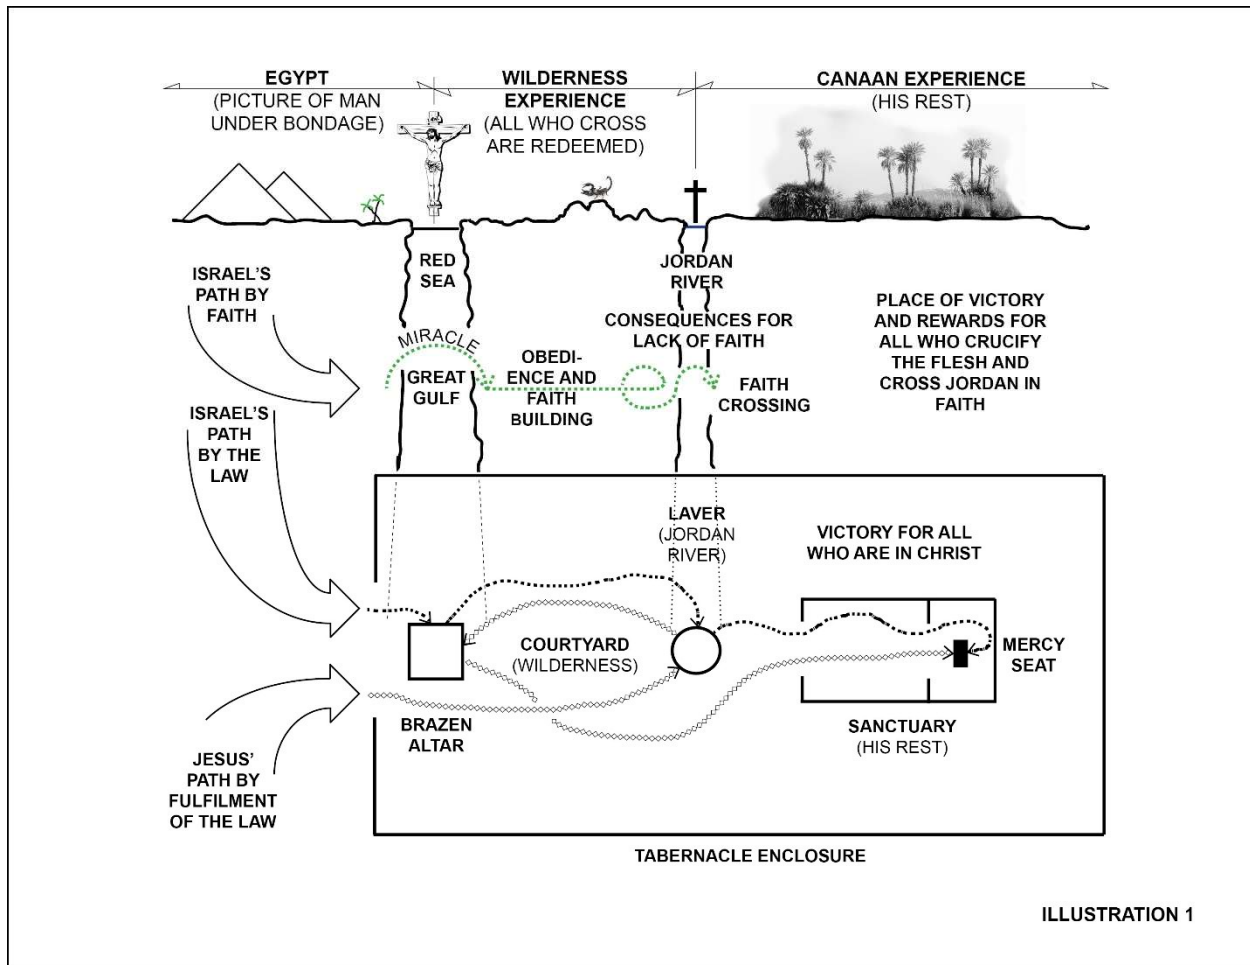 EGYPT
(PICTURE OF MAN
UNDER BONDAGE)
WILDERNESS
EXPERIENCE
(ALL WHO CROSS
ARE REDEEMED)
CANAAN EXPERIENCE
(HIS REST)
RED
SEA
JORDAN
RIVER
ISRAEL'S
PATH BY
FAITH
MIRACLE
GREAT
GULF
OBEDI-
ENCE AND
FAITH
BUILDING
CONSEQUENCES FOR
LACK OF FAITH
FAITH
CROSSING
PLACE OF VICTORY
AND REWARDS FOR
ALL WHO CRUCIFY
THE FLESH AND
CROSS JORDAN IN
FAITH
ISRAEL'S
PATH
BY THE
LAW
LAVER
(JORDAN
RIVER)
VICTORY FOR ALL
WHO ARE IN CHRIST
COURTYARD
(WILDERNESS)
MERCY
SEAT
BRAZEN
ALTAR
SANCTUARY
(HIS REST)
JESUS'
PATH BY
FULFILMENT
OF THE LAW
TABERNACLE ENCLOSURE
ILLUSTRATION 1